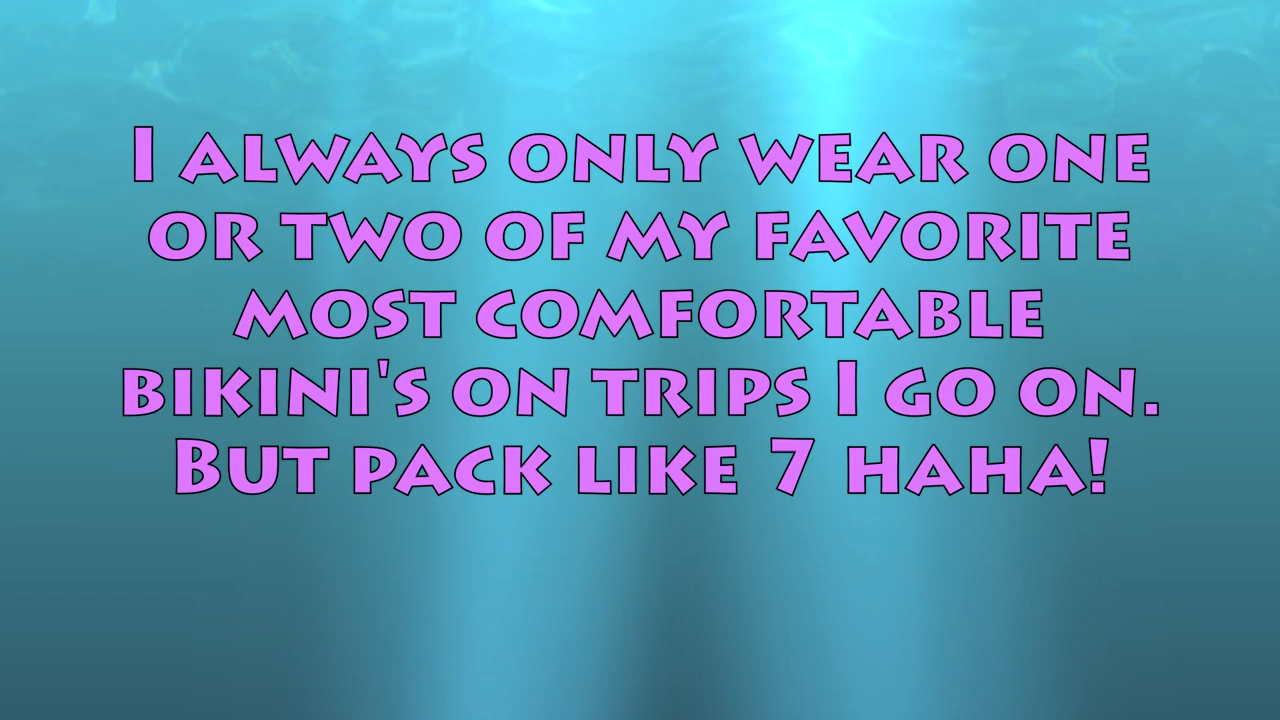 I always only wear one
or two of my favorite
most comfortable
bikini's on trips I go on.
But pack like 7 haha!